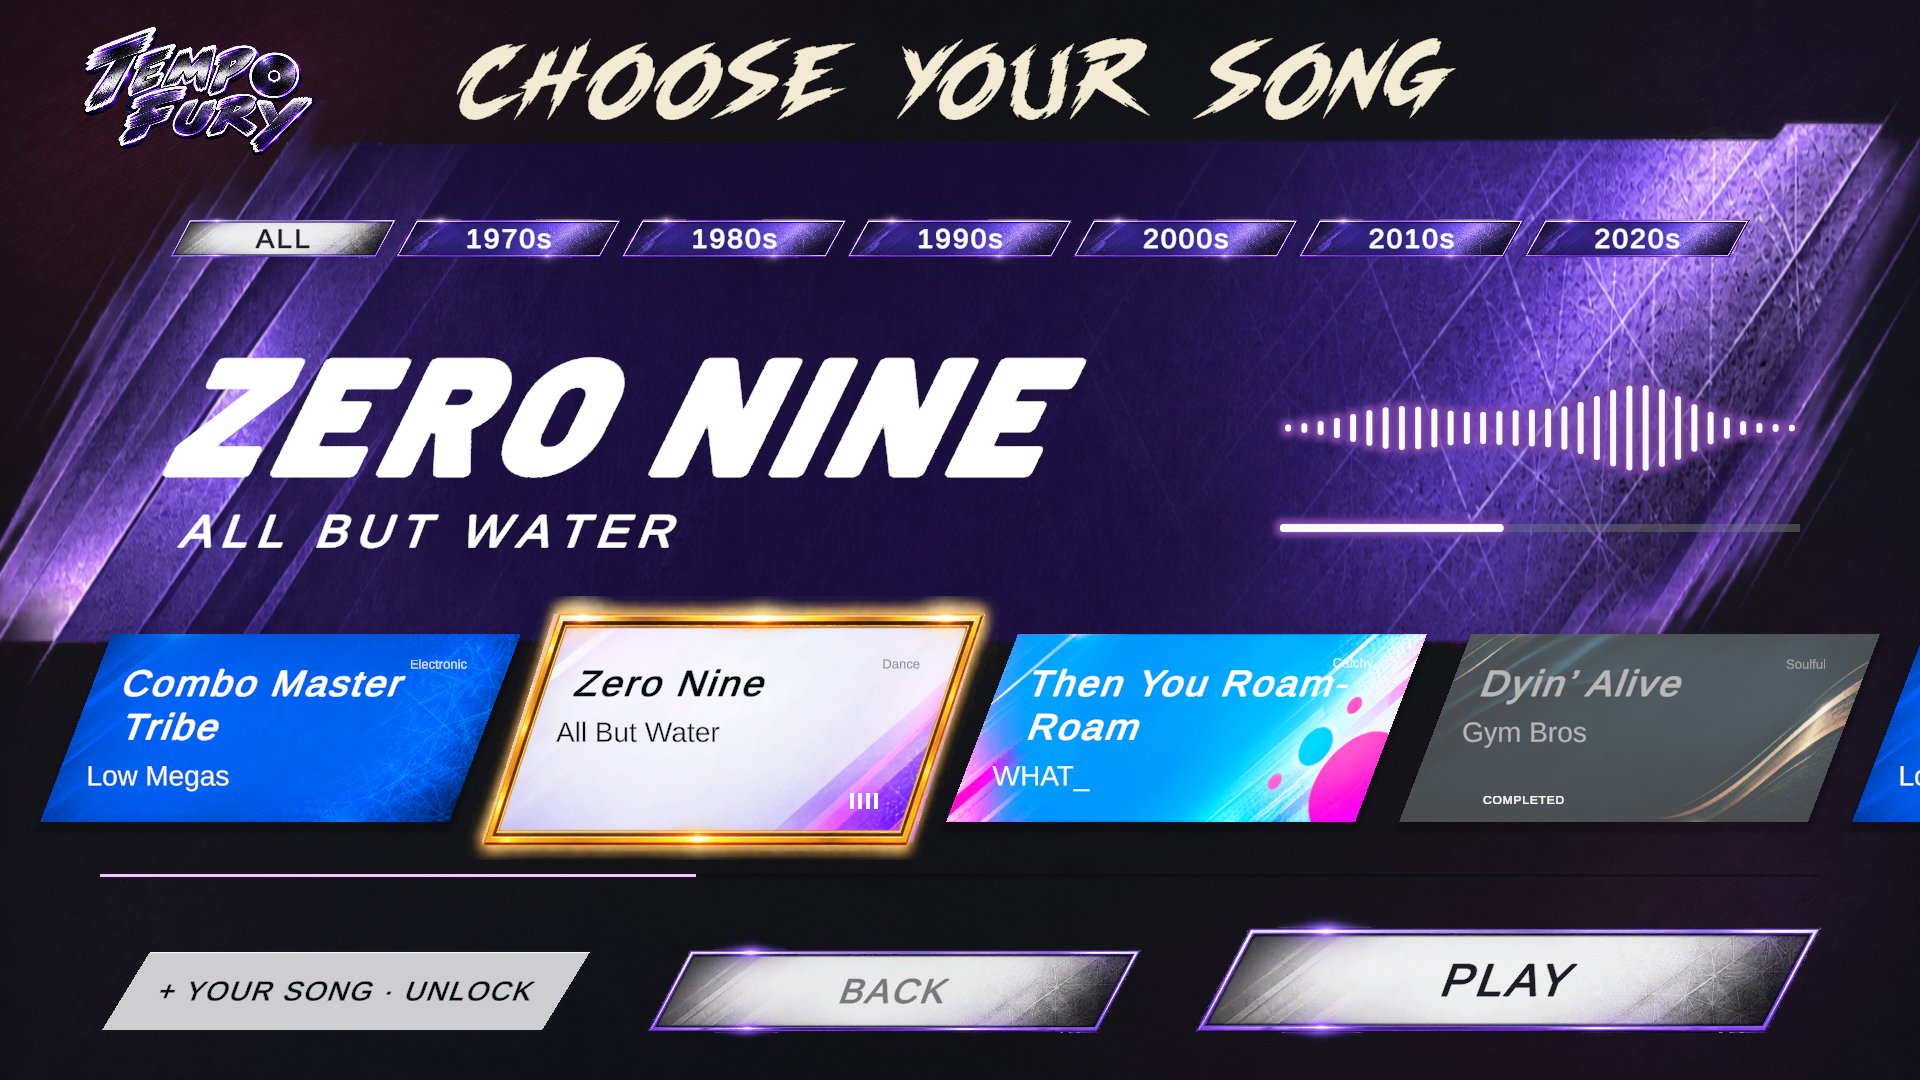 TEMPO
FURY
CHOOSE YOUR SONG
ALL
1970s
1980s
1990s
2000s
2010s
2020s
ZERO NINE
ALL BUT WATER
Combo Master
Tribe
Electronic
Low Megas
Zero Nine
Dance
All But Water
Then You Roam-
Roam
Catchy
WHAT_
Dyin' Alive
Soulful
Gym Bros
COMPLETED
Lo
+ YOUR SONG · UNLOCK
BACK
PLAY